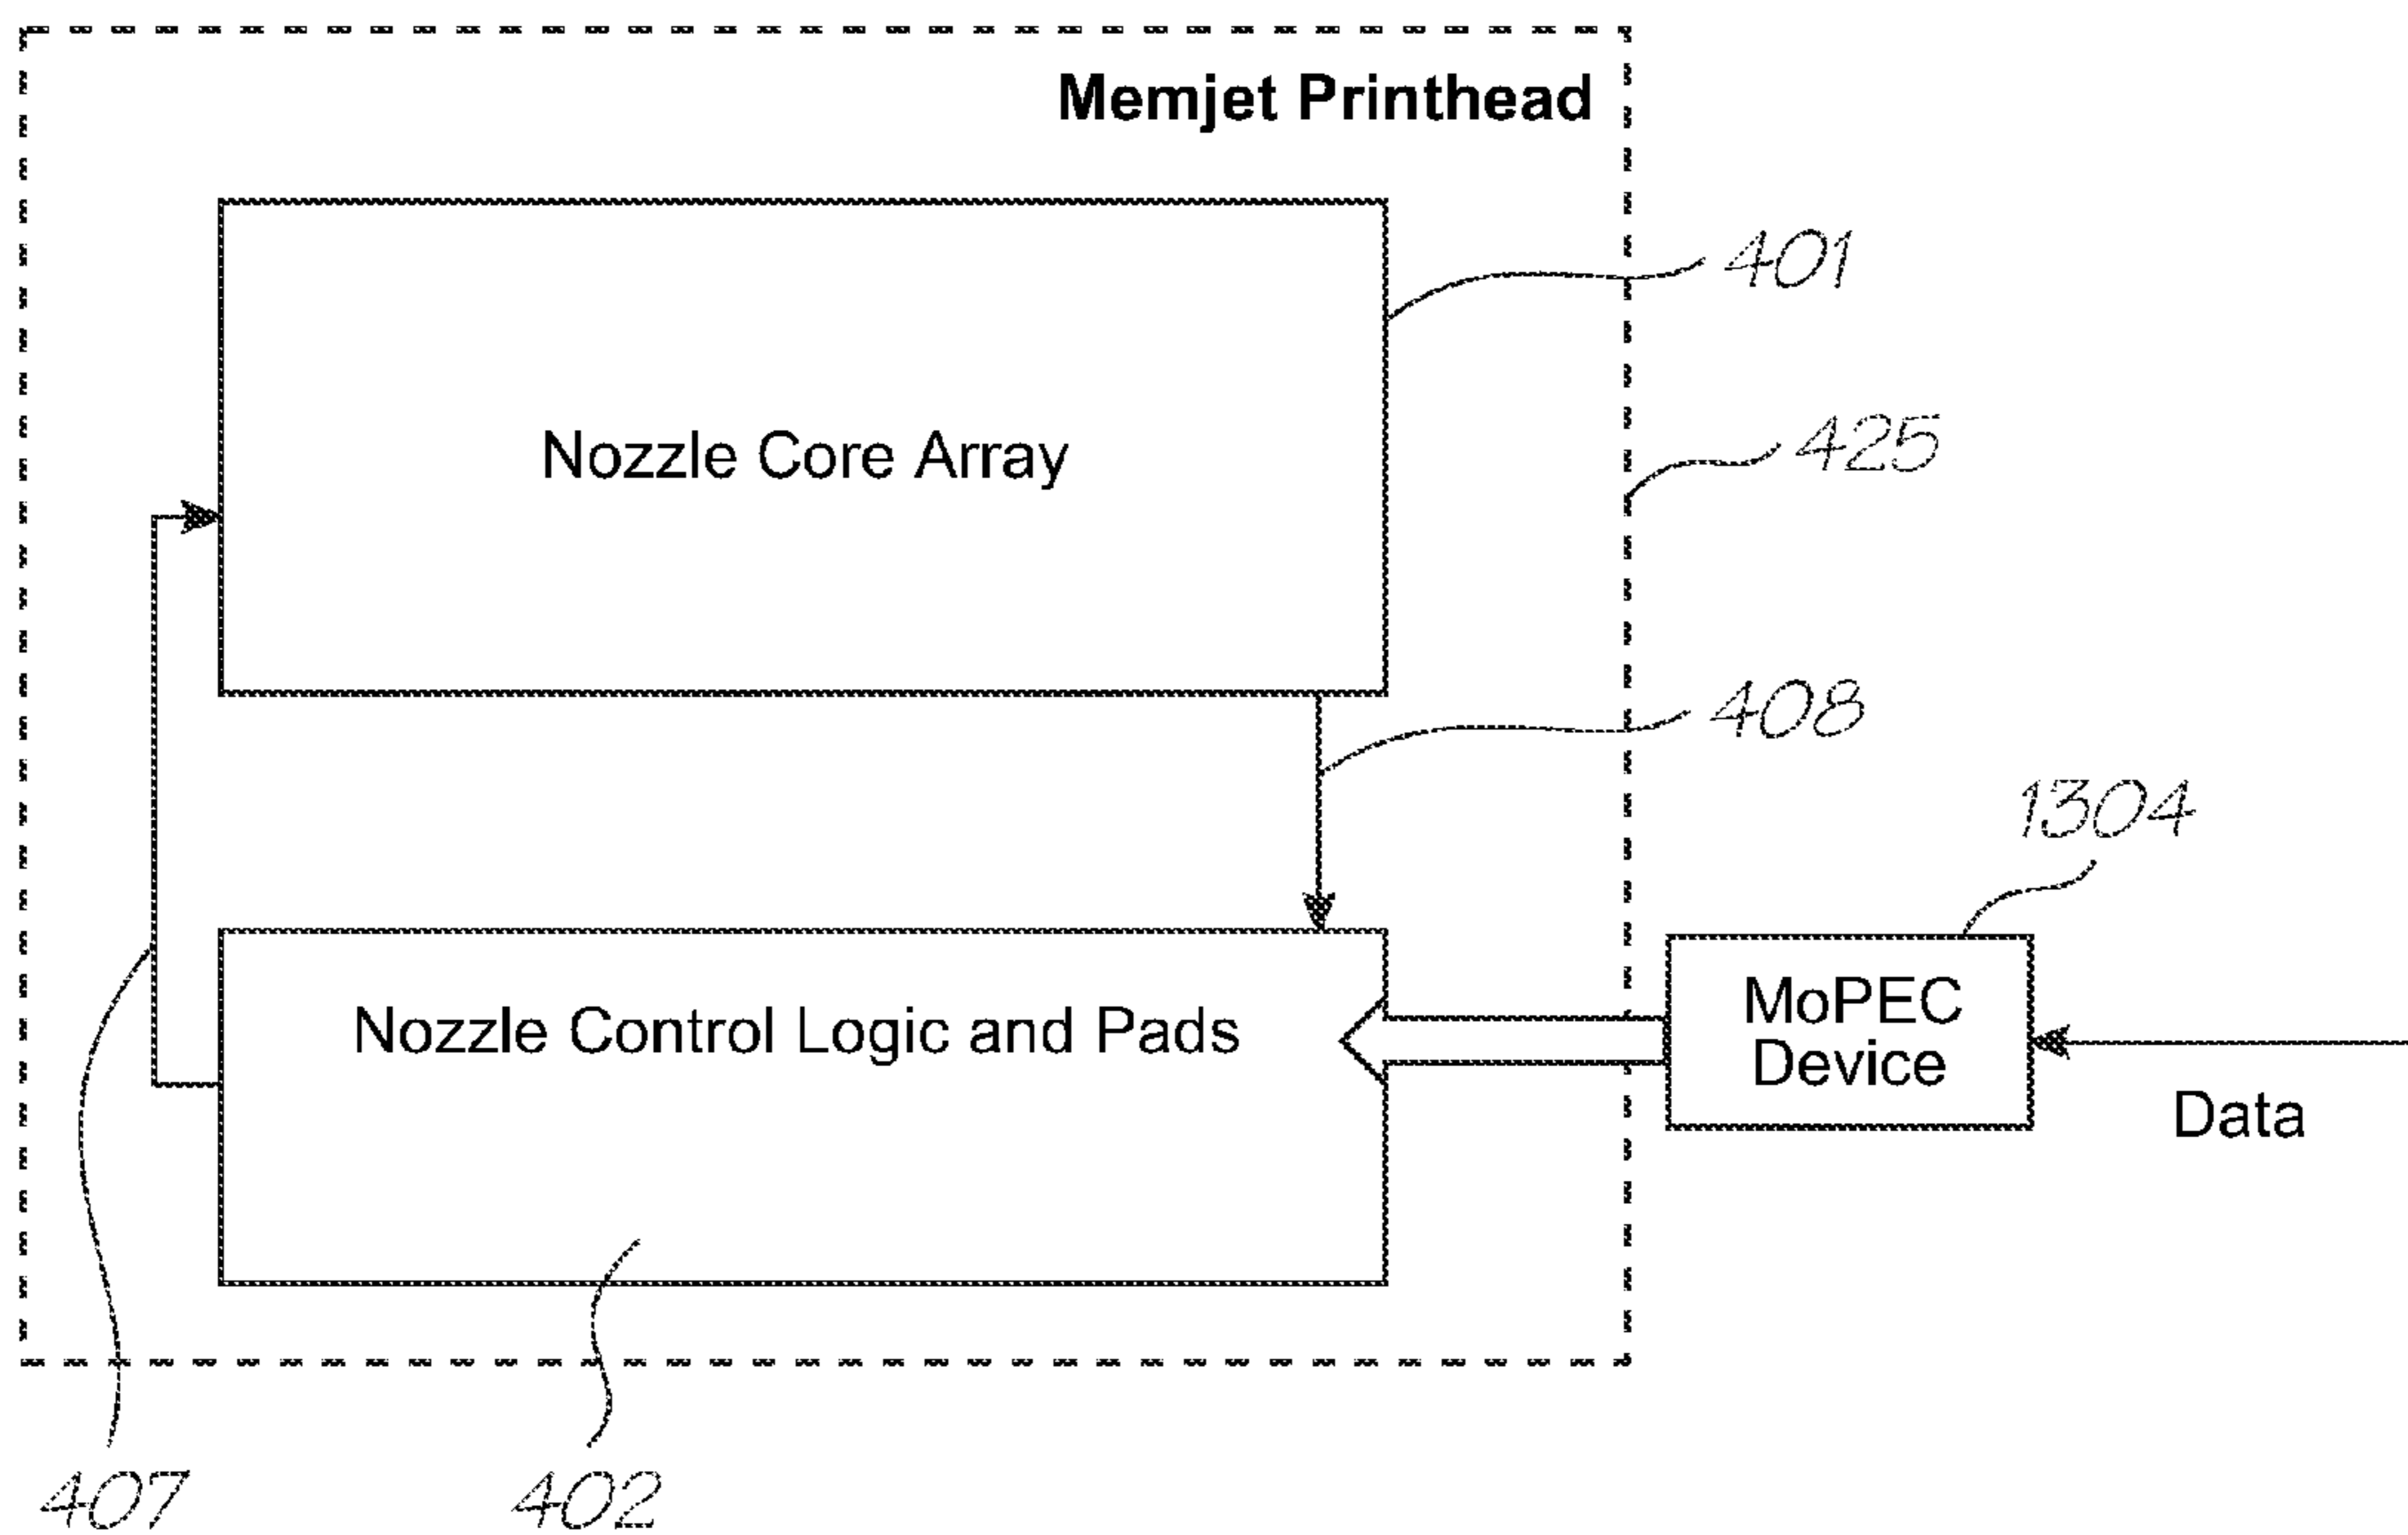 Memjet Printhead
401
Nozzle Core Array
425
408
1304
Nozzle Control Logic and Pads
MoPEC
Device
Data
407
402